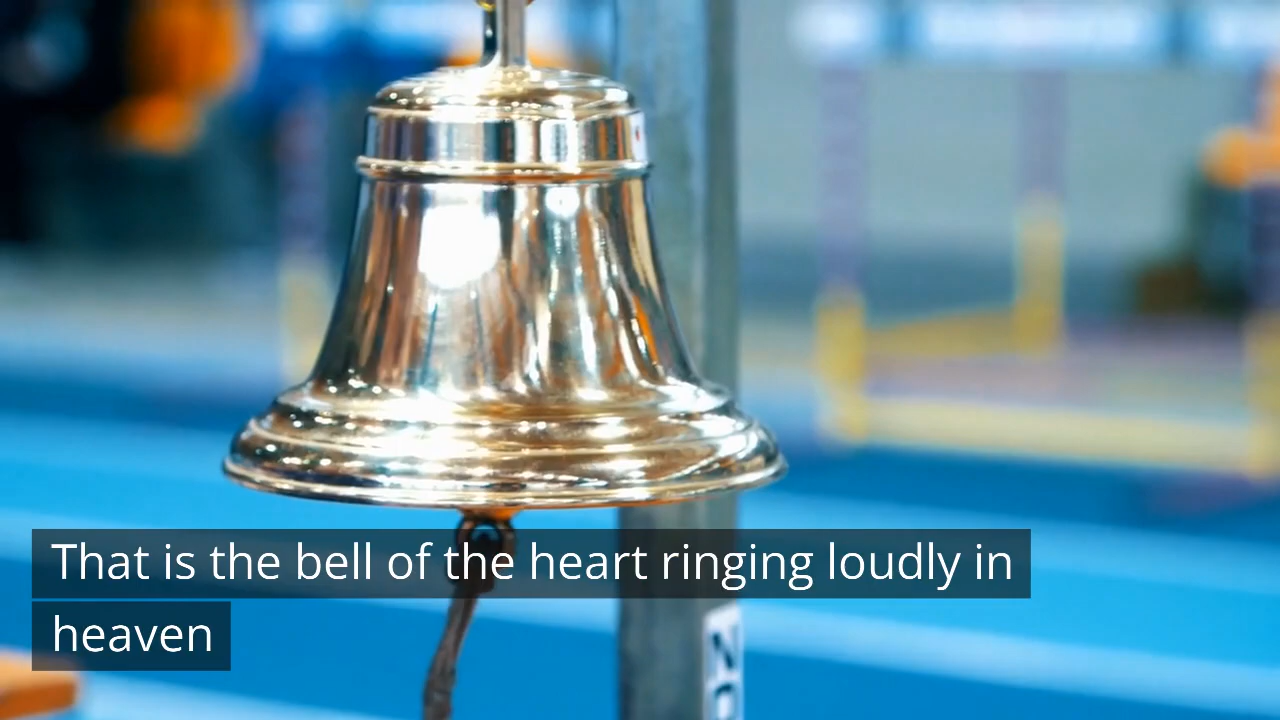 That is the bell of the heart ringing loudly in
heaven